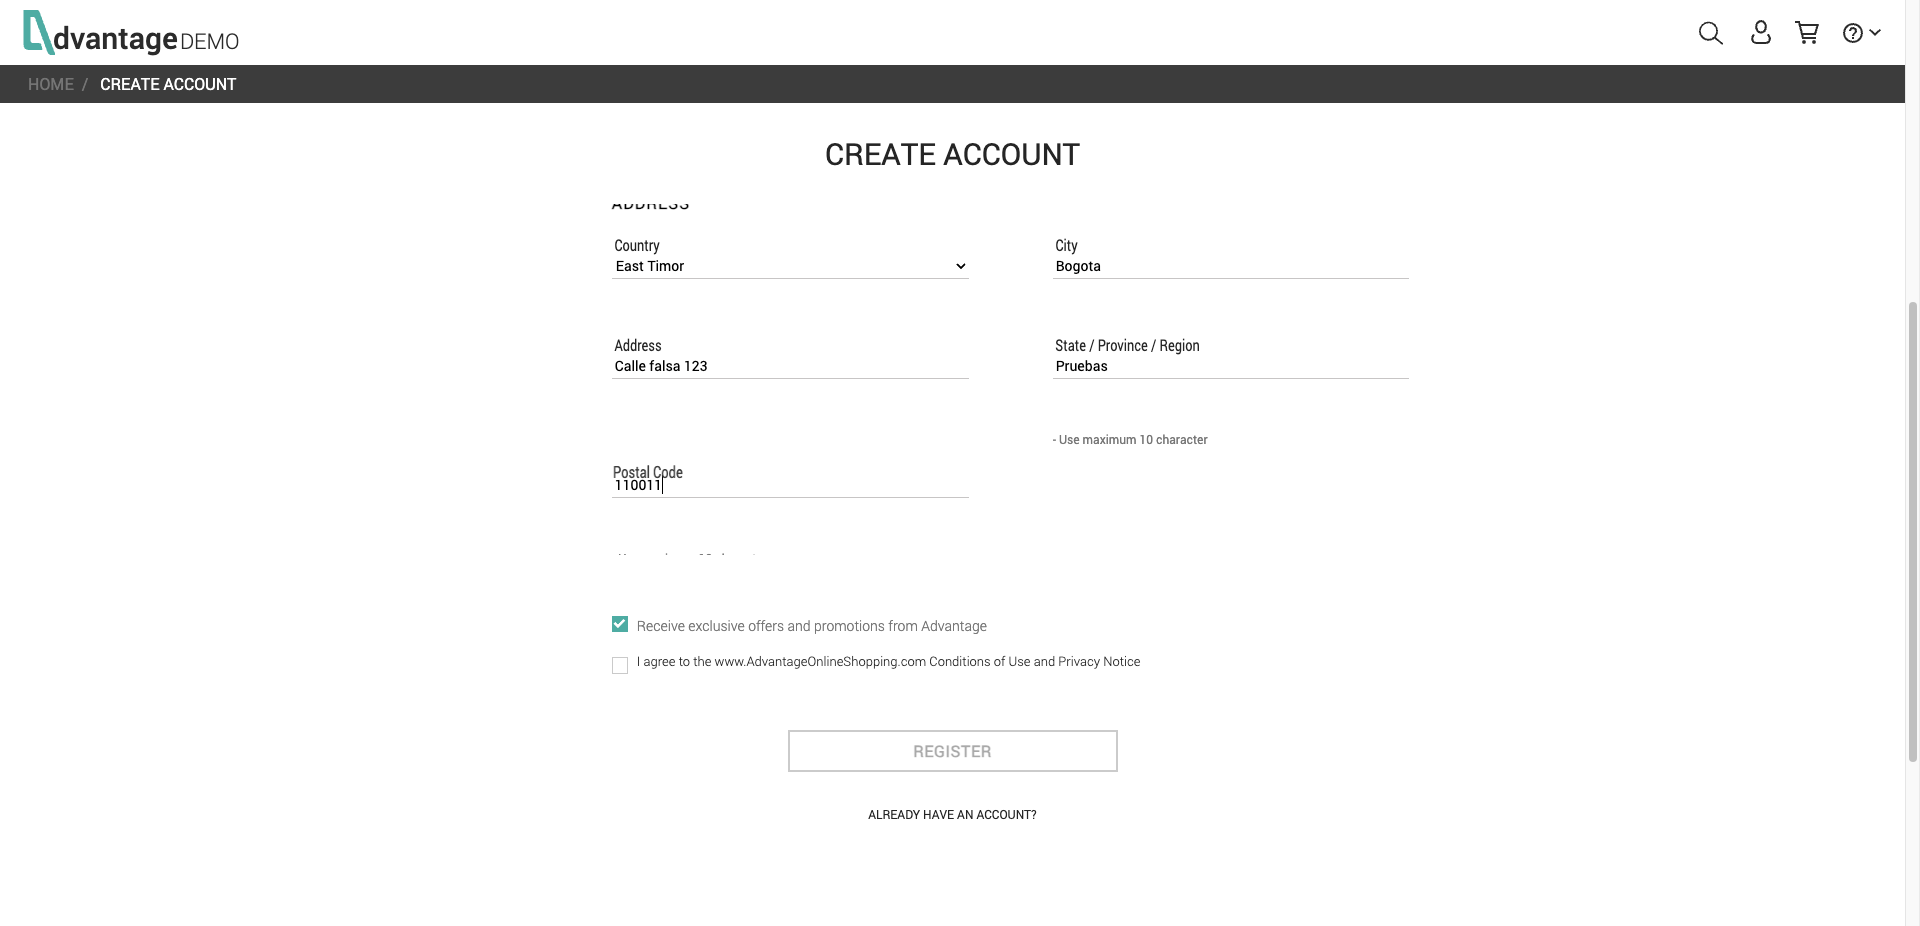 dvantage DEMO
HOME / CREATE ACCOUNT
CREATE ACCOUNT
ADDRESS
Country
East Timor
City
Bogota
Address
Calle falsa 123
State / Province / Region
Pruebas
- Use maximum 10 character
Postal Code
110011
Receive exclusive offers and promotions from Advantage
I agree to the www.AdvantageOnlineShopping.com Conditions of Use and Privacy Notice
REGISTER
ALREADY HAVE AN ACCOUNT?